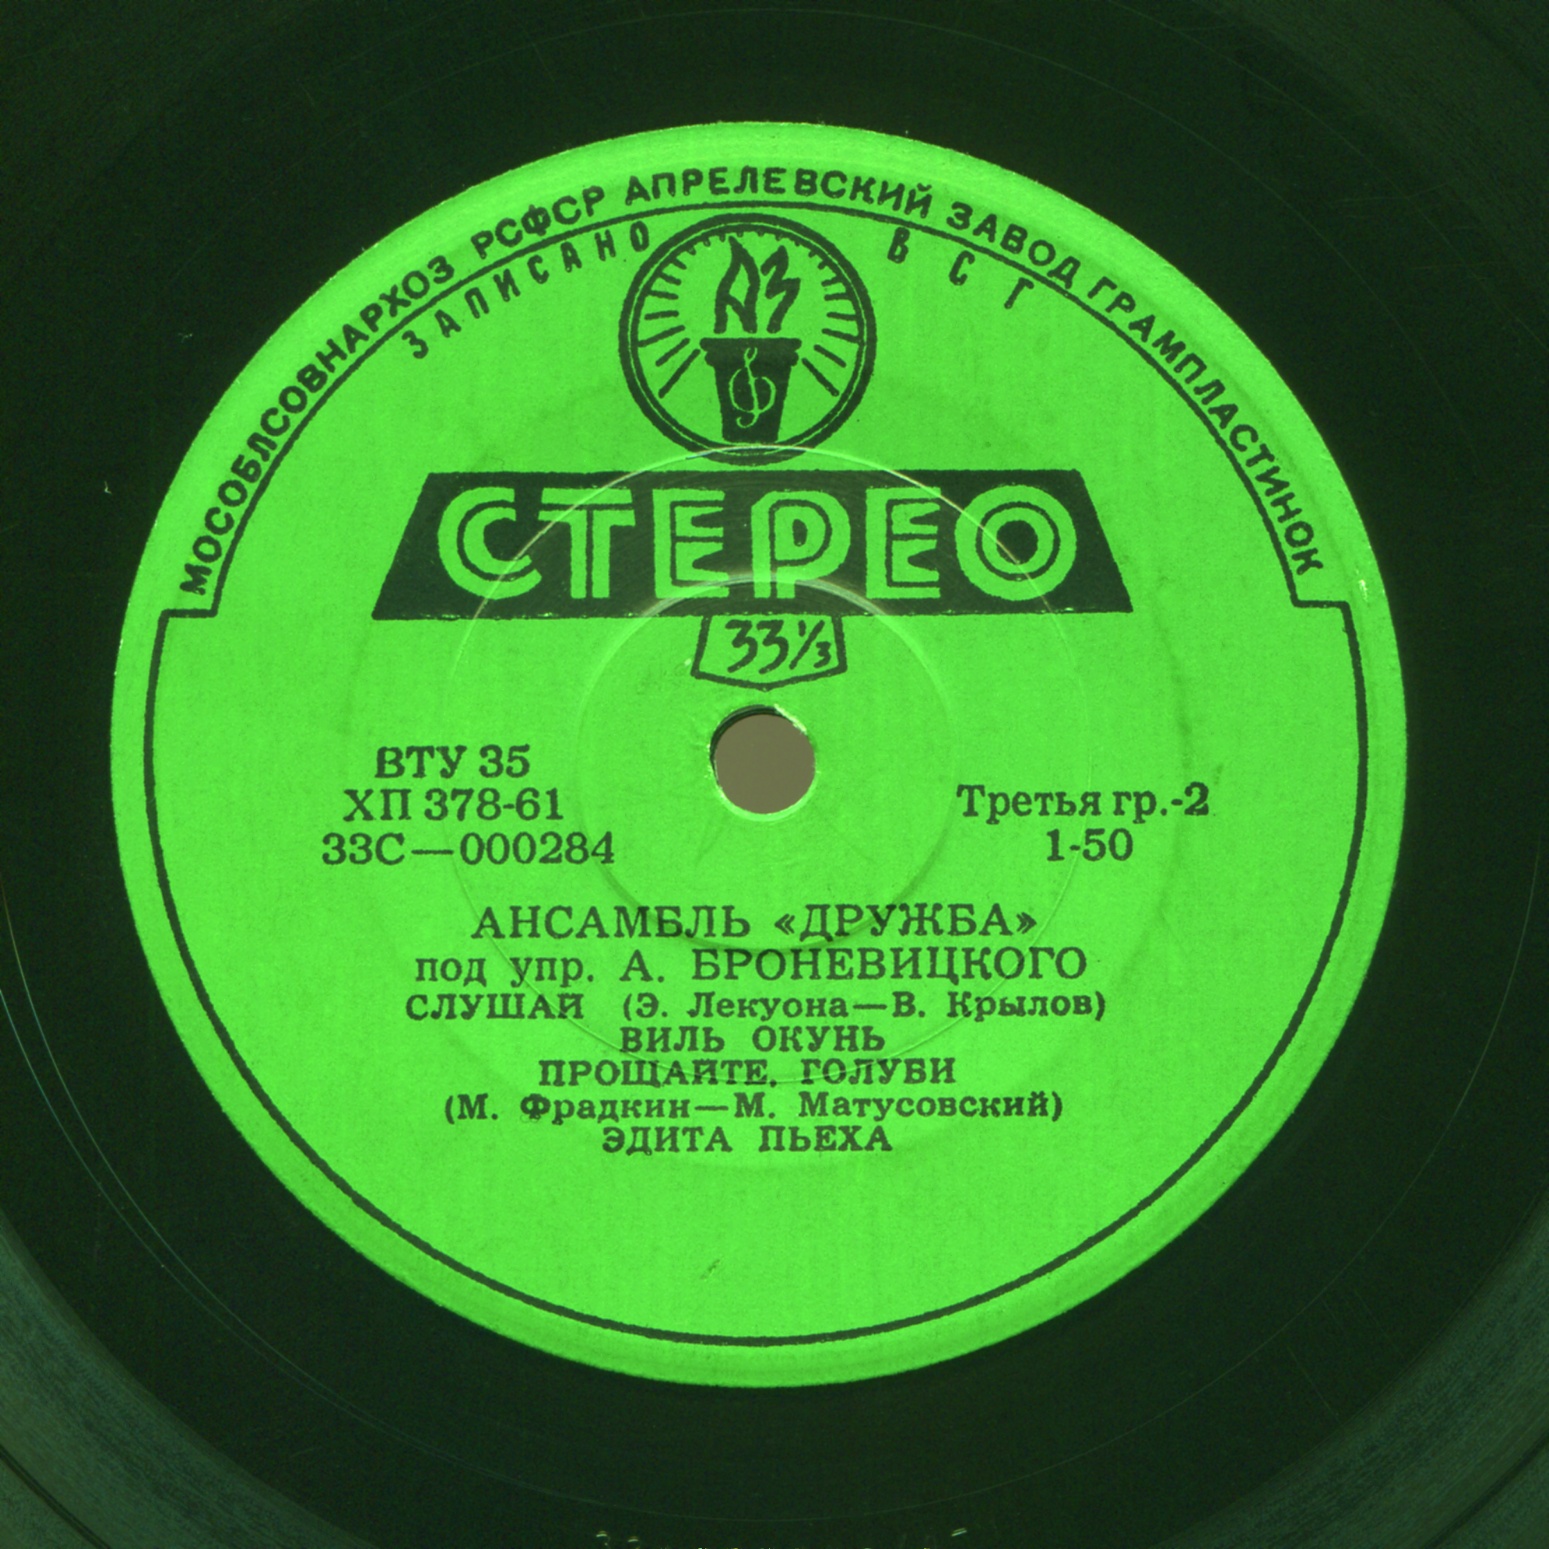 МОСОБЛСОВНАРХОЗ РСФСР АПРЕЛЕВСКИЙ ЗАВОД ГРАМПЛАСТИНОК
ЗАПИСАНО В СГ
АЗ
СТЕРЕО
33⅓
ВТУ 35
ХП 378-61
33С—000284
Третья гр.-2
1-50
АНСАМБЛЬ «ДРУЖБА»
под упр. А. БРОНЕВИЦКОГО
СЛУШАЙ (Э. Лекуона—В. Крылов)
ВИЛЬ ОКУНЬ
ПРОЩАЙТЕ, ГОЛУБИ
(М. Фрадкин—М. Матусовский)
ЭДИТА ПЬЕХА